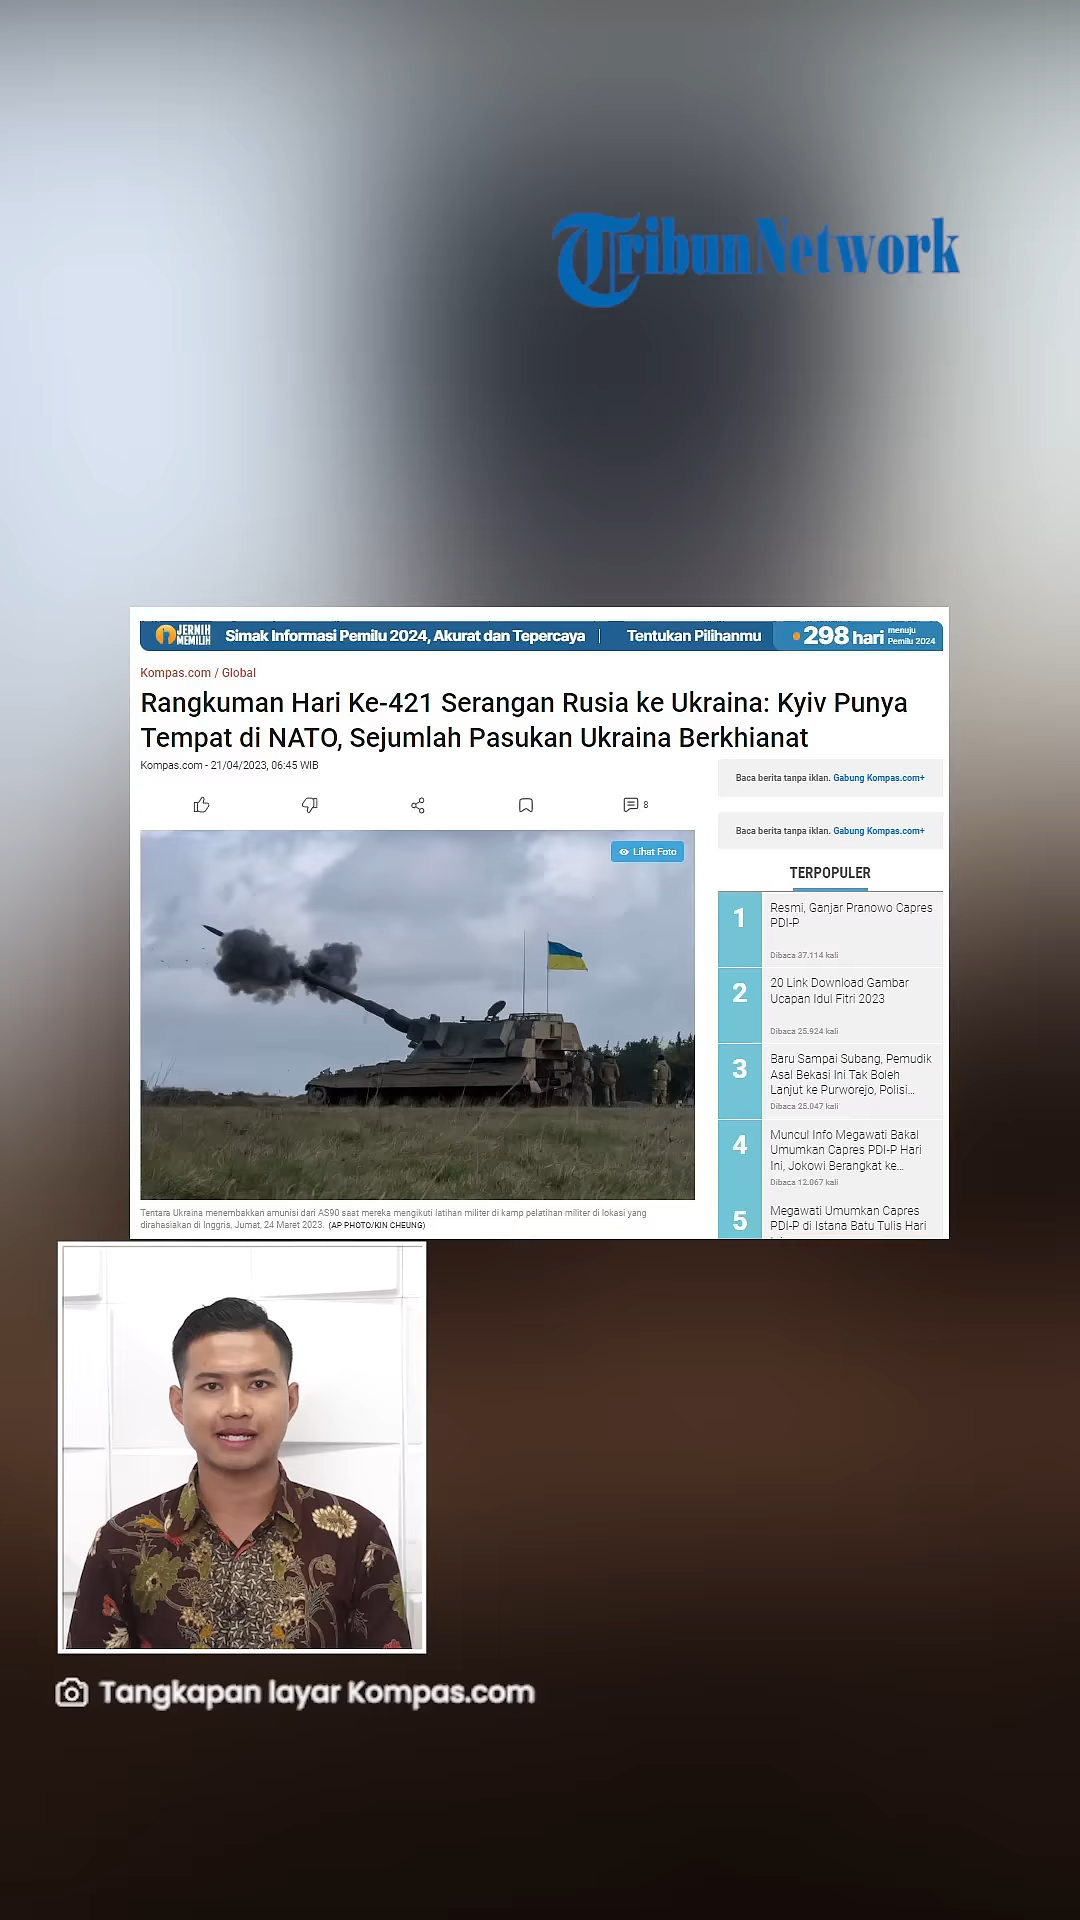 TribunNetwork
JERNIH MEMILIH
Simak Informasi Pemilu 2024, Akurat dan Tepercaya | Tentukan Pilihanmu
298 hari menuju Pemilu 2024
Kompas.com / Global
Rangkuman Hari Ke-421 Serangan Rusia ke Ukraina: Kyiv Punya
Tempat di NATO, Sejumlah Pasukan Ukraina Berkhianat
Kompas.com - 21/04/2023, 06:45 WIB
8
Lihat Foto
Tentara Ukraina menembakkan amunisi dari AS90 saat mereka mengikuti latihan militer di kamp pelatihan militer di lokasi yang
dirahasiakan di Inggris, Jumat, 24 Maret 2023. (AP PHOTO/KIN CHEUNG)
Baca berita tanpa iklan. Gabung Kompas.com+
Baca berita tanpa iklan. Gabung Kompas.com+
TERPOPULER
1
Resmi, Ganjar Pranowo Capres
PDI-P
Dibaca 37.114 kali
2
20 Link Download Gambar
Ucapan Idul Fitri 2023
Dibaca 25.924 kali
3
Baru Sampai Subang, Pemudik
Asal Bekasi Ini Tak Boleh
Lanjut ke Purworejo, Polisi...
Dibaca 25.047 kali
4
Muncul Info Megawati Bakal
Umumkan Capres PDI-P Hari
Ini, Jokowi Berangkat ke...
Dibaca 12.067 kali
5
Megawati Umumkan Capres
PDI-P di Istana Batu Tulis Hari
Tangkapan layar Kompas.com